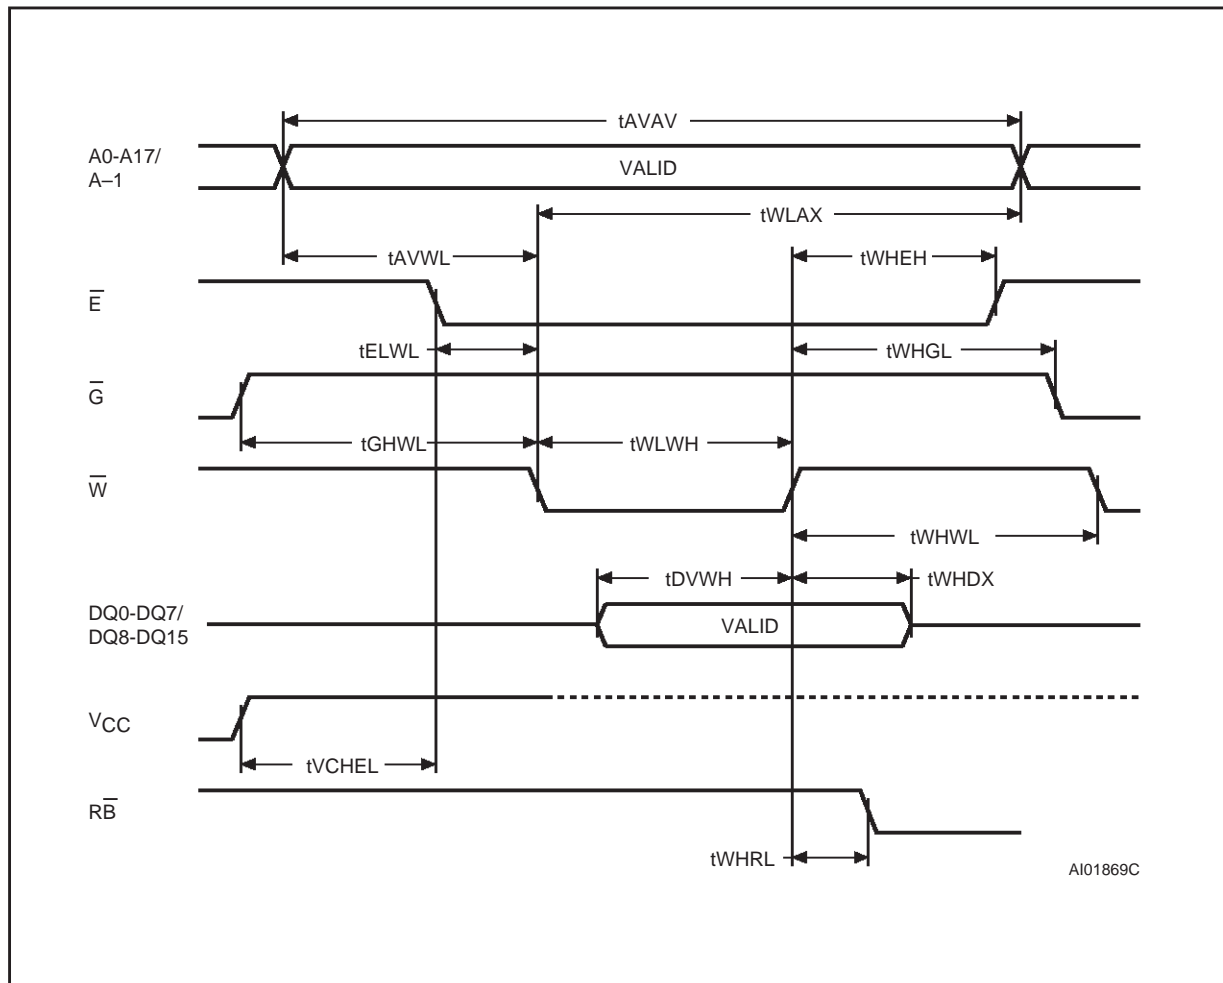 tAVAV
A0-A17/
A–1
VALID
tWLAX
tAVWL
tWHEH
E̅
tELWL
tWHGL
G̅
tGHWL
tWLWH
W̅
tWHWL
tDVWH
tWHDX
DQ0-DQ7/
DQ8-DQ15
VALID
VCC
tVCHEL
RB̅
tWHRL
AI01869C